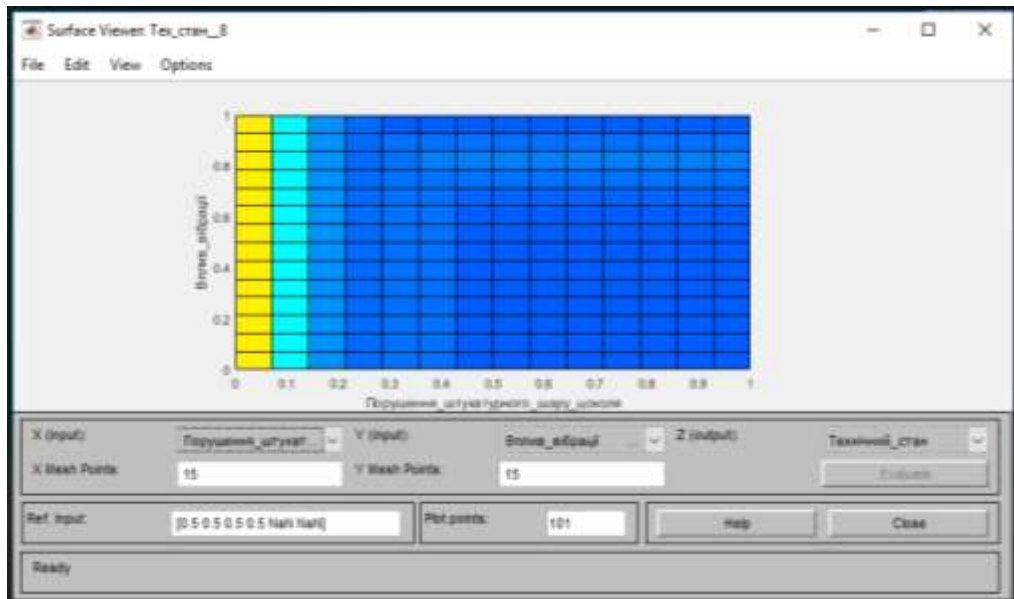 Surface Viewer: Тех_стан__8
File Edit View Options
1
0.8
0.6
0.4
0.2
0
Вплив_вібрації
0 0.1 0.2 0.3 0.4 0.5 0.6 0.7 0.8 0.9 1
Порушення_штукатурного_шару_цоколя
X (input): Порушення_штукат... Y (input): Вплив_вібрації ... Z (output): Технічний_стан
X Mesh Points: 15 Y Mesh Points: 15 Evaluate
Ref. Input: [0.5 0.5 0.5 0.5 NaN NaN] Plot points: 101 Help Close
Ready